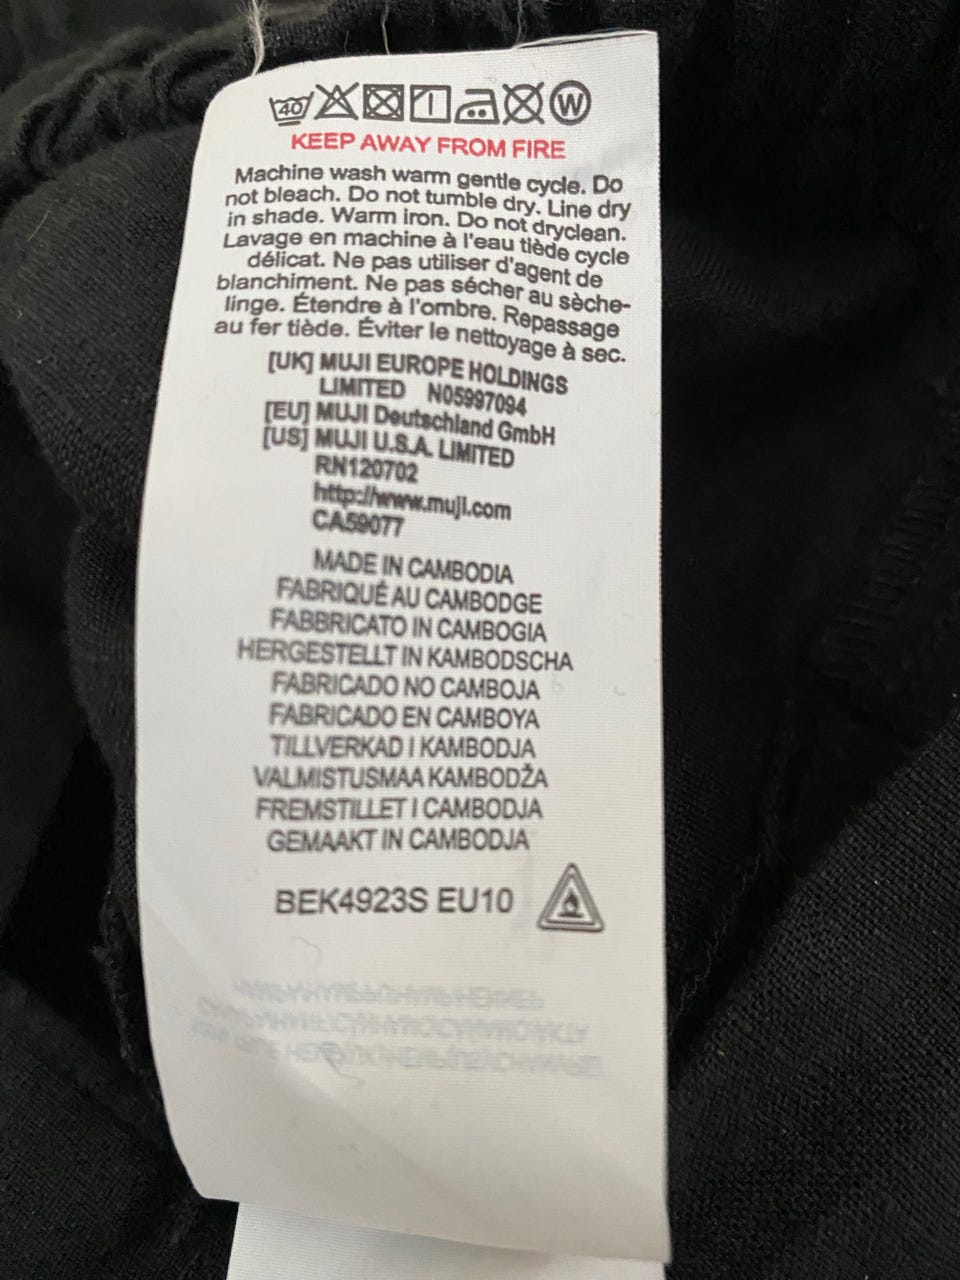 40 W
KEEP AWAY FROM FIRE
Machine wash warm gentle cycle. Do
not bleach. Do not tumble dry. Line dry
in shade. Warm iron. Do not dryclean.
Lavage en machine à l'eau tiède cycle
délicat. Ne pas utiliser d'agent de
blanchiment. Ne pas sécher au sèche-
linge. Étendre à l'ombre. Repassage
au fer tiède. Éviter le nettoyage à sec.
[UK] MUJI EUROPE HOLDINGS
LIMITED N05997094
[EU] MUJI Deutschland GmbH
[US] MUJI U.S.A. LIMITED
RN120702
http://www.muji.com
CA59077
MADE IN CAMBODIA
FABRIQUÉ AU CAMBODGE
FABBRICATO IN CAMBOGIA
HERGESTELLT IN KAMBODSCHA
FABRICADO NO CAMBOJA
FABRICADO EN CAMBOYA
TILLVERKAD I KAMBODJA
VALMISTUSMAA KAMBODŽA
FREMSTILLET I CAMBODJA
GEMAAKT IN CAMBODJA
BEK4923S EU10